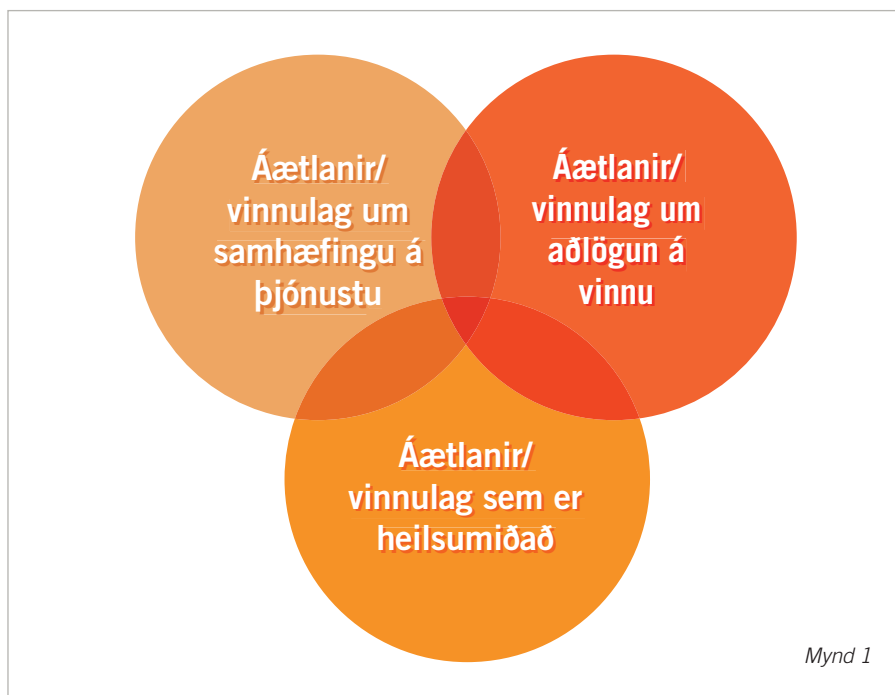 Áætlanir/
vinnulag um
samhæfingu á
þjónustu
Áætlanir/
vinnulag um
aðlögun á
vinnu
Áætlanir/
vinnulag sem er
heilsumiðað
Mynd 1